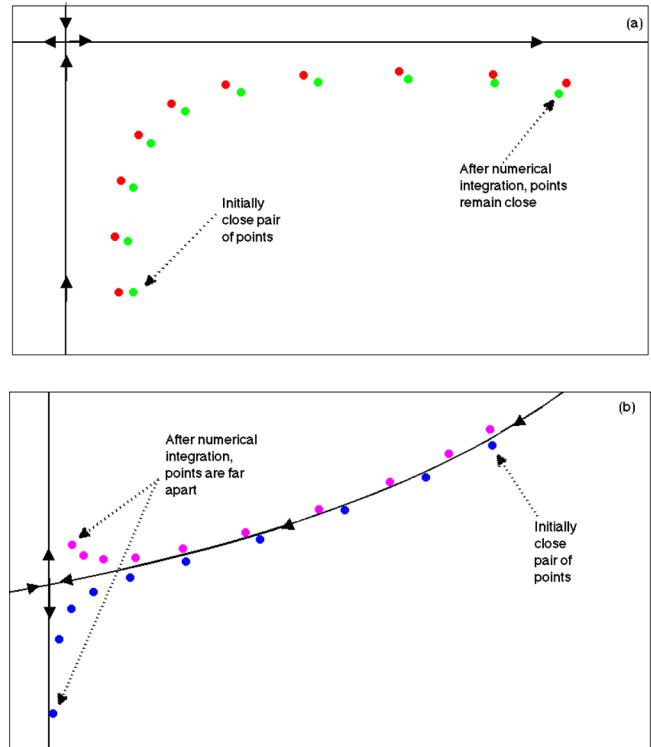 (a)
After numerical
integration, points
remain close
Initially
close pair
of points
(b)
After numerical
integration,
points are far
apart
Initially
close
pair of
points